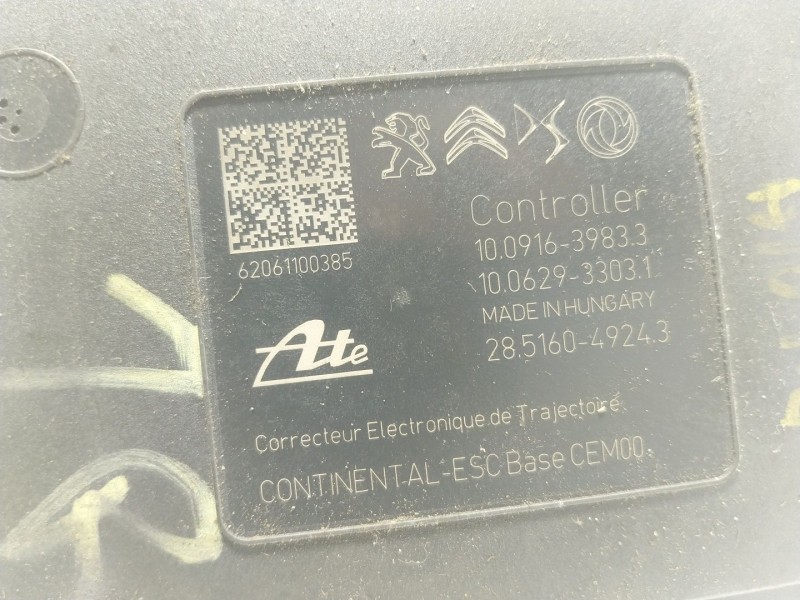 DS
Controller
10.0916-3983.3
10.0629-3303.1
MADE IN HUNGARY
28.5160-4924.3
62061100385
Ate
Correcteur Electronique de Trajectoire
CONTINENTAL-ESC Base CEM00